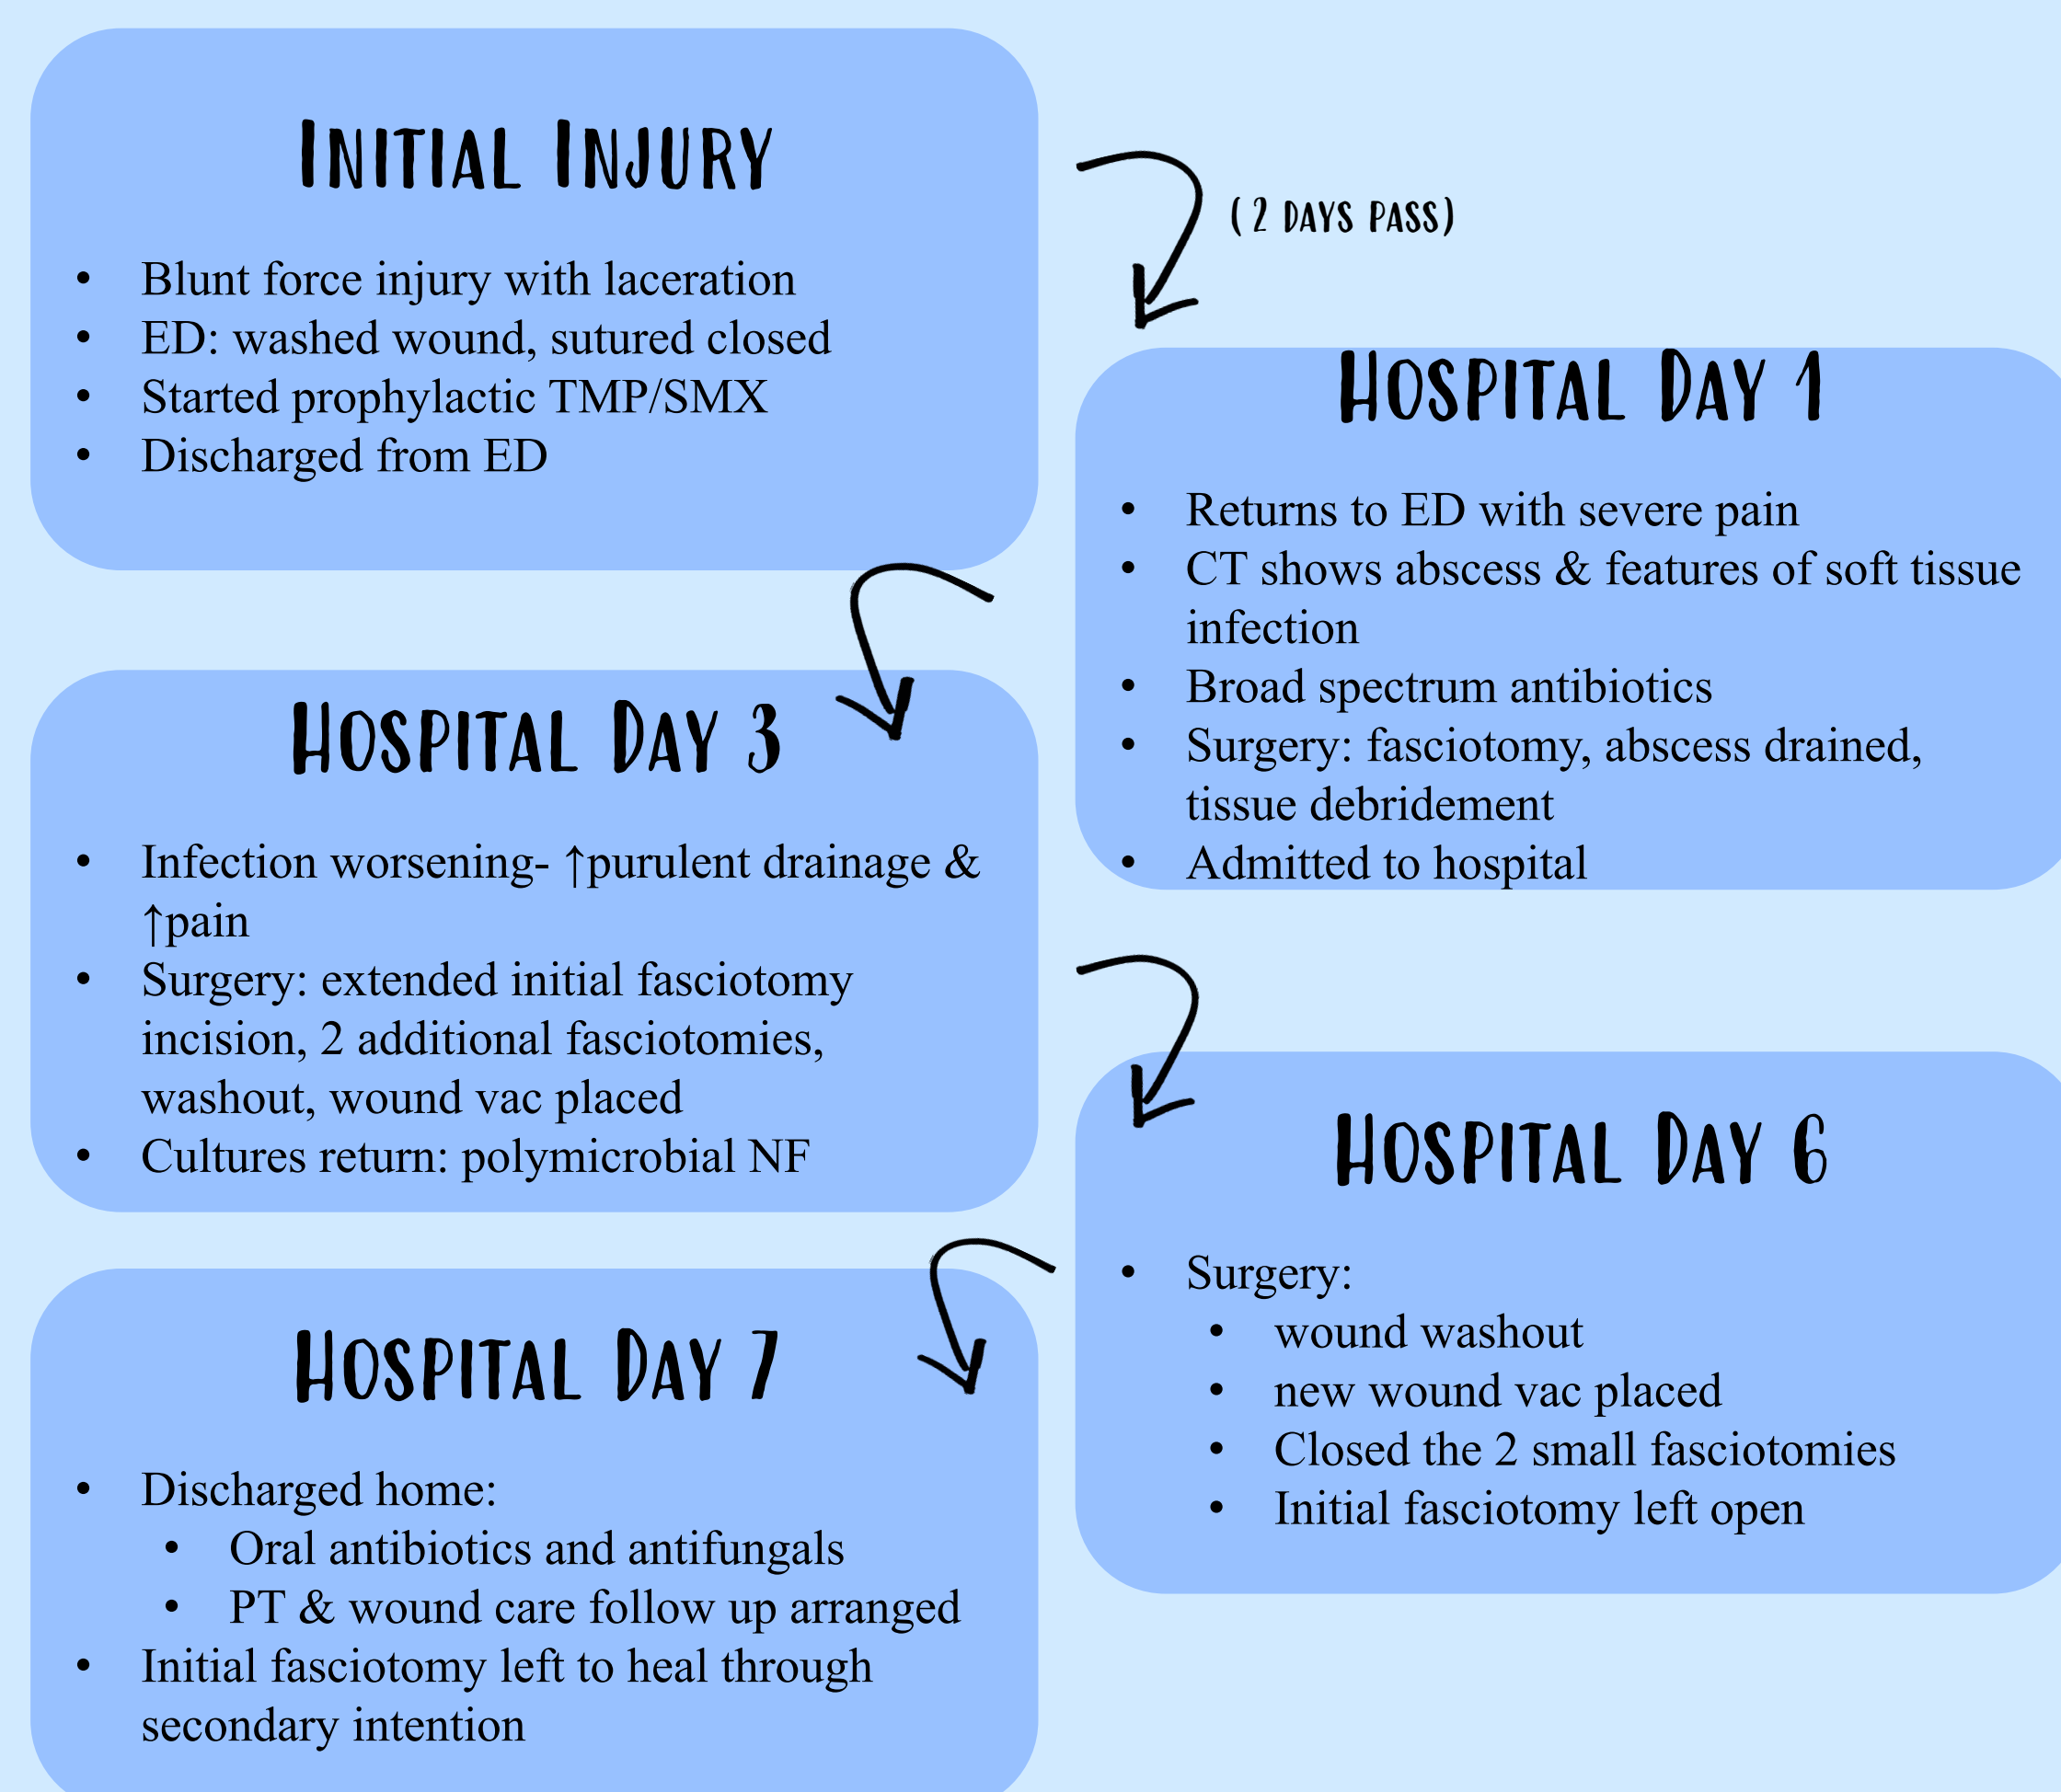 Initial Injury
• Blunt force injury with laceration
• ED: washed wound, sutured closed
• Started prophylactic TMP/SMX
• Discharged from ED
(2 days pass)
Hospital Day 1
• Returns to ED with severe pain
• CT shows abscess & features of soft tissue
infection
• Broad spectrum antibiotics
• Surgery: fasciotomy, abscess drained,
tissue debridement
• Admitted to hospital
Hospital Day 3
• Infection worsening- ↑purulent drainage &
↑pain
• Surgery: extended initial fasciotomy
incision, 2 additional fasciotomies,
washout, wound vac placed
• Cultures return: polymicrobial NF
Hospital Day 6
• Surgery:
• wound washout
• new wound vac placed
• Closed the 2 small fasciotomies
• Initial fasciotomy left open
Hospital Day 7
• Discharged home:
• Oral antibiotics and antifungals
• PT & wound care follow up arranged
• Initial fasciotomy left to heal through
secondary intention